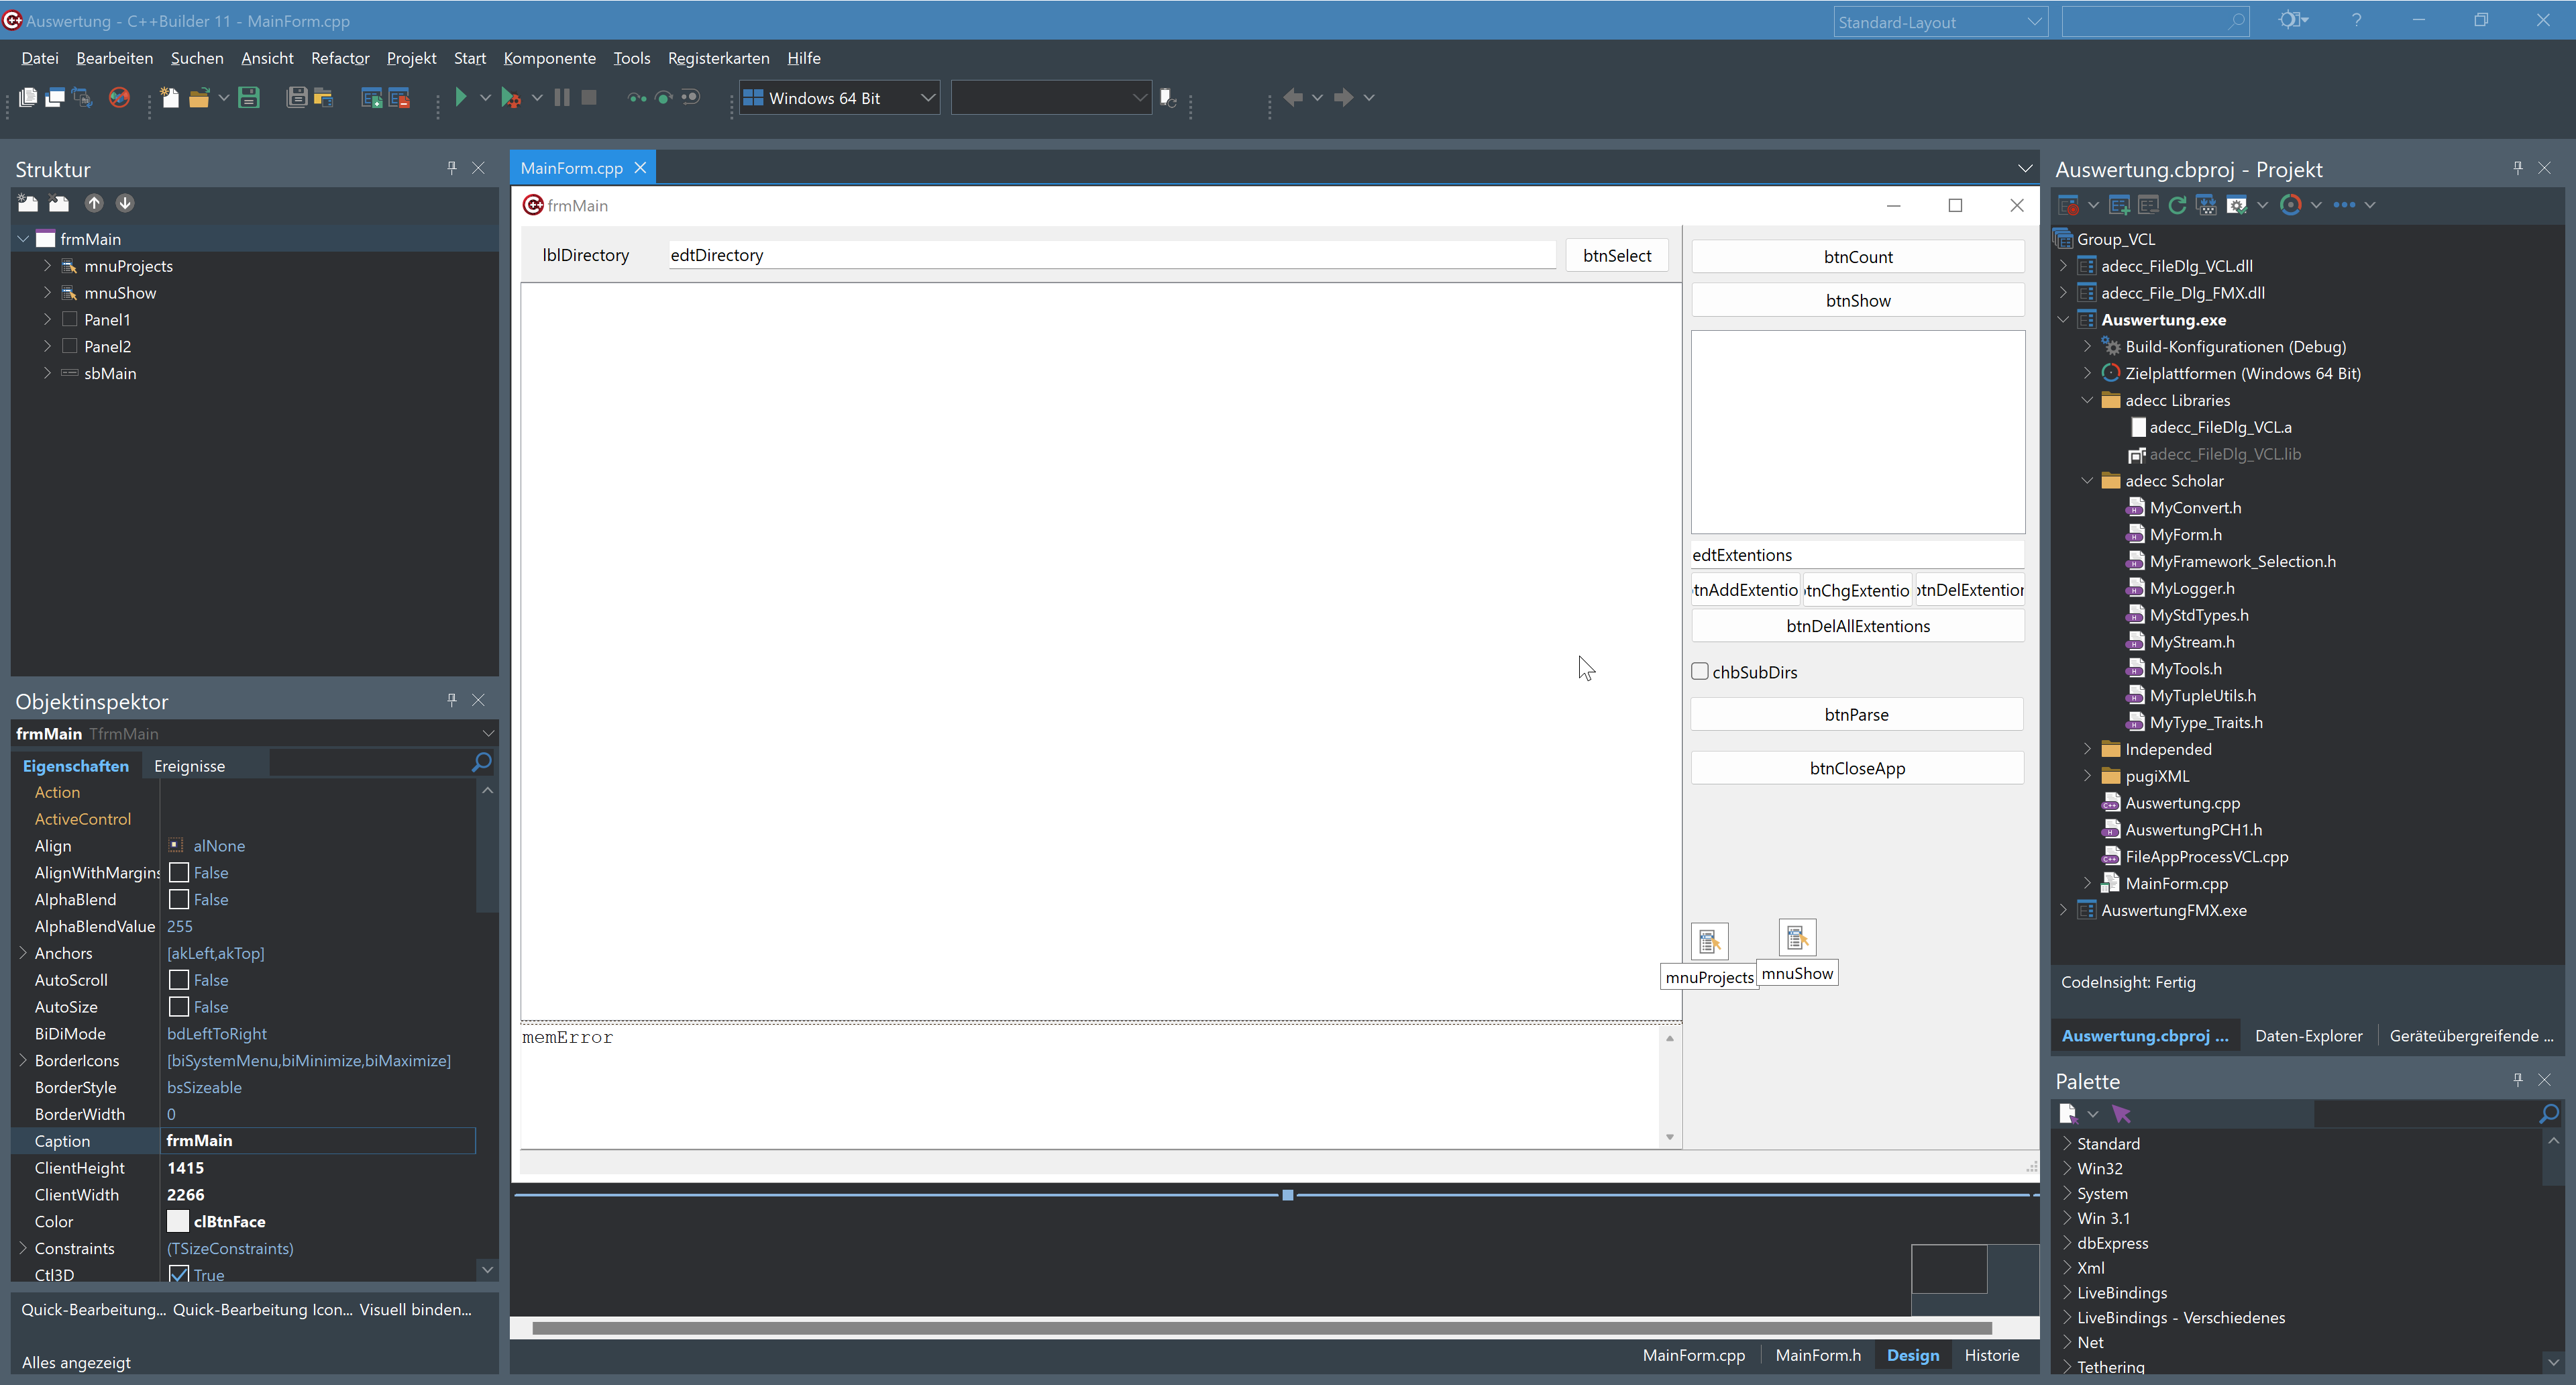 Auswertung - C++Builder 11 - MainForm.cpp
Standard-Layout
Datei Bearbeiten Suchen Ansicht Refactor Projekt Start Komponente Tools Registerkarten Hilfe
Windows 64 Bit
Struktur
frmMain
mnuProjects
mnuShow
Panel1
Panel2
sbMain
Objektinspektor
frmMain TfrmMain
Eigenschaften Ereignisse
Action
ActiveControl
Align alNone
AlignWithMargins False
AlphaBlend False
AlphaBlendValue 255
Anchors [akLeft,akTop]
AutoScroll False
AutoSize False
BiDiMode bdLeftToRight
BorderIcons [biSystemMenu,biMinimize,biMaximize]
BorderStyle bsSizeable
BorderWidth 0
Caption frmMain
ClientHeight 1415
ClientWidth 2266
Color clBtnFace
Constraints (TSizeConstraints)
Ctl3D True
Quick-Bearbeitung... Quick-Bearbeitung Icon... Visuell binden...
Alles angezeigt
MainForm.cpp
frmMain
lblDirectory edtDirectory btnSelect
btnCount
btnShow
edtExtentions
tnAddExtentio tnChgExtentio tnDelExtention
btnDelAllExtentions
chbSubDirs
btnParse
btnCloseApp
mnuProjects mnuShow
memError
MainForm.cpp MainForm.h Design Historie
Auswertung.cbproj - Projekt
Group_VCL
adecc_FileDlg_VCL.dll
adecc_File_Dlg_FMX.dll
Auswertung.exe
Build-Konfigurationen (Debug)
Zielplattformen (Windows 64 Bit)
adecc Libraries
adecc_FileDlg_VCL.a
adecc_FileDlg_VCL.lib
adecc Scholar
MyConvert.h
MyForm.h
MyFramework_Selection.h
MyLogger.h
MyStdTypes.h
MyStream.h
MyTools.h
MyTupleUtils.h
MyType_Traits.h
Independed
pugiXML
Auswertung.cpp
AuswertungPCH1.h
FileAppProcessVCL.cpp
MainForm.cpp
AuswertungFMX.exe
CodeInsight: Fertig
Auswertung.cbproj ... Daten-Explorer Geräteübergreifende ...
Palette
Standard
Win32
System
Win 3.1
dbExpress
Xml
LiveBindings
LiveBindings - Verschiedenes
Net
Tethering